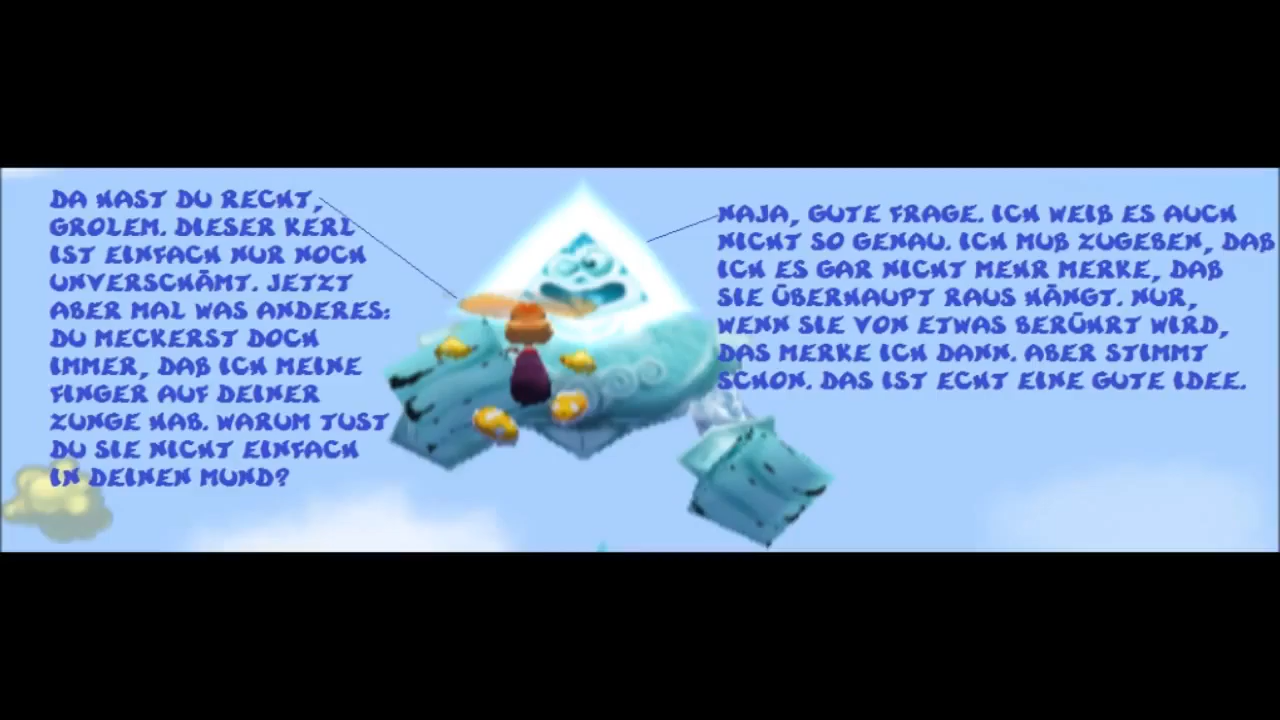 DA HAST DU RECHT,
GROLEM. DIESER KERL
IST EINFACH NUR NOCH
UNVERSCHÄMT. JETZT
ABER MAL WAS ANDERES:
DU MECKERST DOCH
IMMER, DAß ICH MEINE
FINGER AUF DEINER
ZUNGE HAB. WARUM TUST
DU SIE NICHT EINFACH
IN DEINEN MUND?
NAJA, GUTE FRAGE. ICH WEIß ES AUCH
NICHT SO GENAU. ICH MUß ZUGEBEN, DAß
ICH ES GAR NICHT MEHR MERKE, DAß
SIE ÜBERHAUPT RAUS HÄNGT. NUR,
WENN SIE VON ETWAS BERÜHRT WIRD,
DAS MERKE ICH DANN. ABER STIMMT
SCHON. DAS IST ECHT EINE GUTE IDEE.